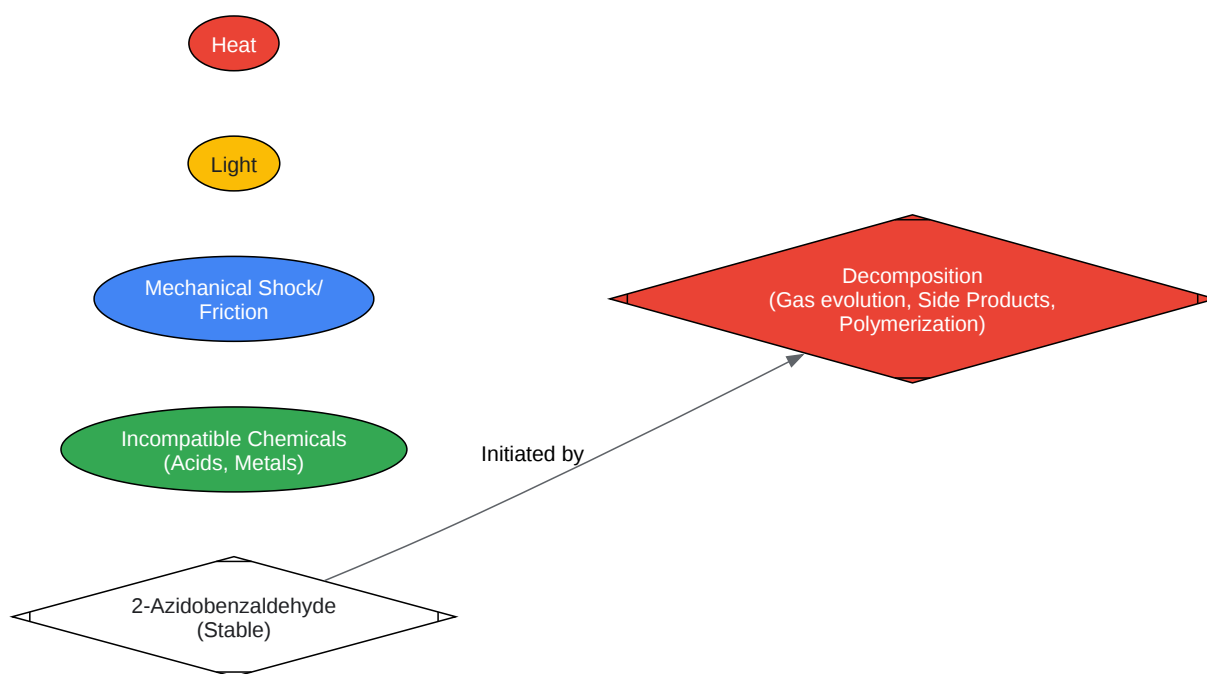 Heat
Light
Mechanical Shock/
Friction
Decomposition
(Gas evolution, Side Products,
Polymerization)
Incompatible Chemicals
(Acids, Metals)
Initiated by
2-Azidobenzaldehyde
(Stable)